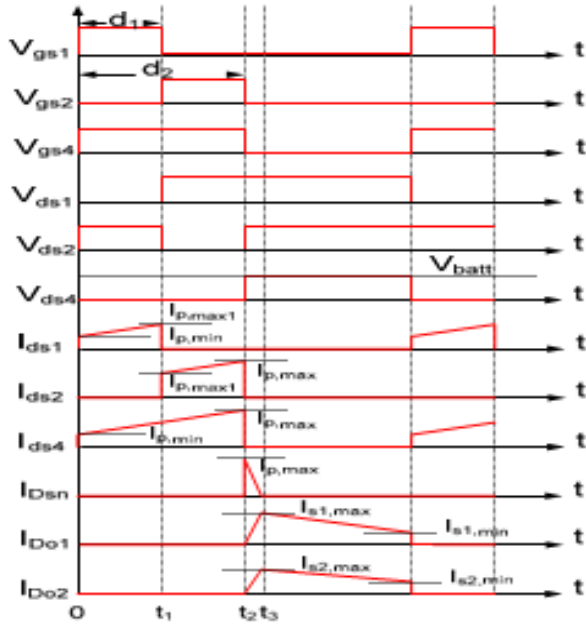 d1
Vgs1 t
d2
Vgs2 t
Vgs4 t
Vds1 t
Vds2 t
Vbatt
Vds4 t
IP,max1
Ids1 Ip,min t
Ip,max
Ids2 IP,max1 t
IP,max
Ids4 IP,min t
Ip,max
IDsn t
Is1,max
IDo1 Is1,min t
Is2,max
IDo2 Is2,min t
0 t1 t2 t3